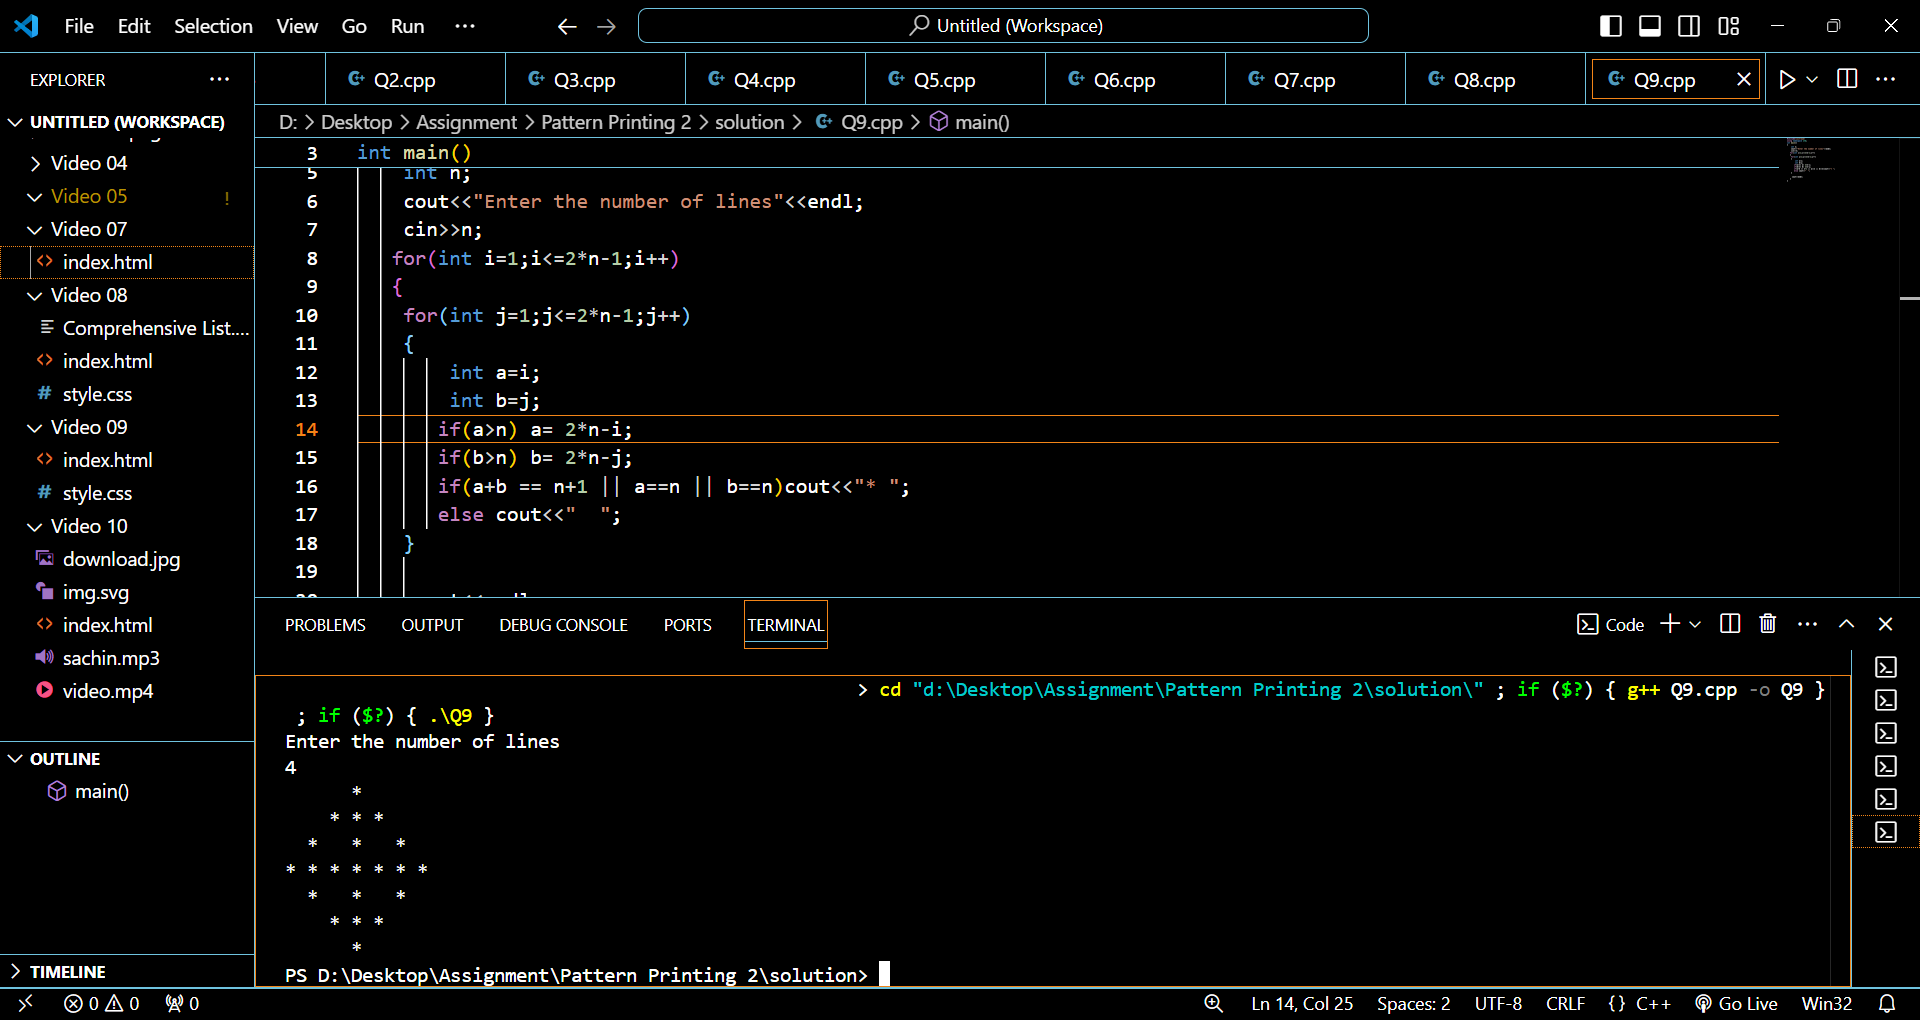 File Edit Selection View Go Run ···
Untitled (Workspace)
EXPLORER ···
UNTITLED (WORKSPACE)
Video 04
Video 05 !
Video 07
index.html
Video 08
Comprehensive List....
index.html
style.css
Video 09
index.html
style.css
Video 10
download.jpg
img.svg
index.html
sachin.mp3
video.mp4
OUTLINE
main()
TIMELINE
Q2.cpp Q3.cpp Q4.cpp Q5.cpp Q6.cpp Q7.cpp Q8.cpp Q9.cpp
D: > Desktop > Assignment > Pattern Printing 2 > solution > Q9.cpp > main()
3 int main()
5 int n;
6 cout<<"Enter the number of lines"<<endl;
7 cin>>n;
8 for(int i=1;i<=2*n-1;i++)
9 {
10 for(int j=1;j<=2*n-1;j++)
11 {
12 int a=i;
13 int b=j;
14 if(a>n) a= 2*n-i;
15 if(b>n) b= 2*n-j;
16 if(a+b == n+1 || a==n || b==n)cout<<"* ";
17 else cout<<"  ";
18 }
19
PROBLEMS OUTPUT DEBUG CONSOLE PORTS TERMINAL
Code
> cd "d:\Desktop\Assignment\Pattern Printing 2\solution\" ; if ($?) { g++ Q9.cpp -o Q9 }
; if ($?) { .\Q9 }
Enter the number of lines
4
      *
    * * *
  *   *   *
* * * * * * *
  *   *   *
    * * *
      *
PS D:\Desktop\Assignment\Pattern Printing 2\solution>
0 0 0
Ln 14, Col 25 Spaces: 2 UTF-8 CRLF {} C++ Go Live Win32